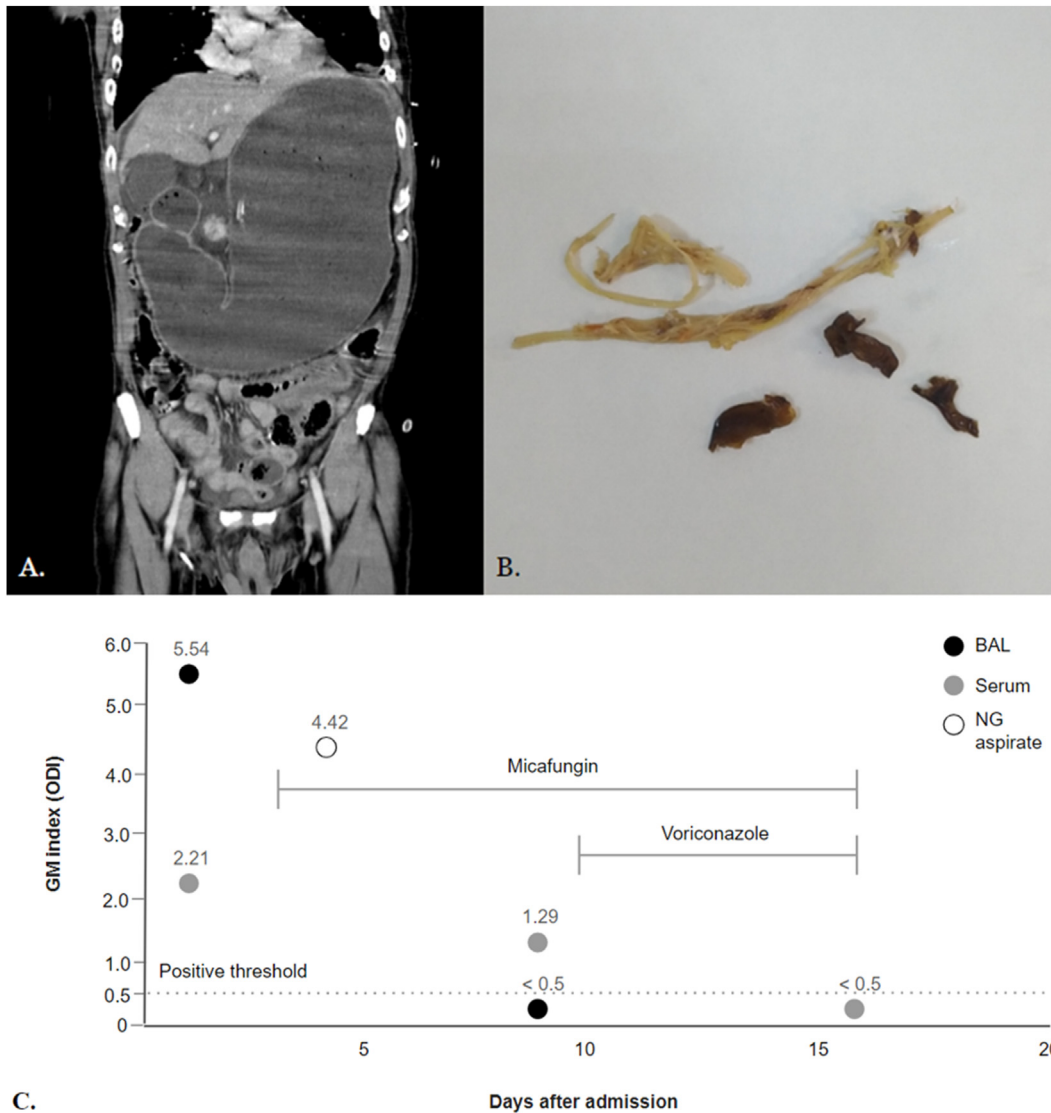 A.
B.
6.0
5.54
BAL
5.0
Serum
4.42
NG
aspirate
4.0
Micafungin
3.0
Voriconazole
2.21
2.0
1.29
1.0
Positive threshold
< 0.5
< 0.5
0.5
0
GM index (ODI)
5
10
15
C.
Days after admission